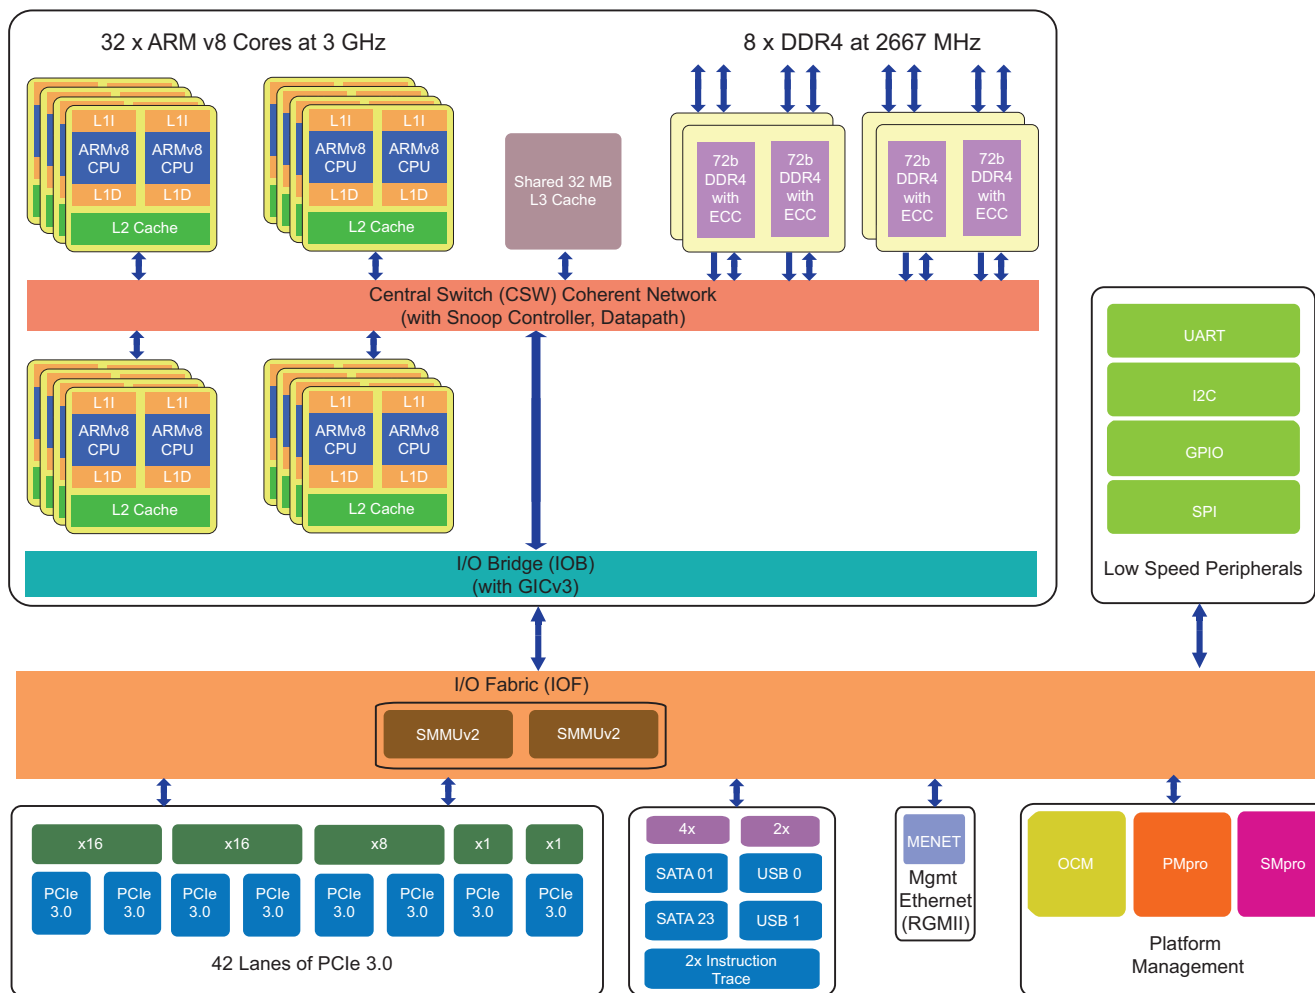 32 x ARM v8 Cores at 3 GHz
8 x DDR4 at 2667 MHz
L1I L1I
ARMv8 CPU ARMv8 CPU
L1D L1D
L2 Cache
L1I L1I
ARMv8 CPU ARMv8 CPU
L1D L1D
L2 Cache
Shared 32 MB
L3 Cache
72b
DDR4
with
ECC
72b
DDR4
with
ECC
72b
DDR4
with
ECC
72b
DDR4
with
ECC
Central Switch (CSW) Coherent Network
(with Snoop Controller, Datapath)
L1I L1I
ARMv8 CPU ARMv8 CPU
L1D L1D
L2 Cache
L1I L1I
ARMv8 CPU ARMv8 CPU
L1D L1D
L2 Cache
I/O Bridge (IOB)
(with GICv3)
UART
I2C
GPIO
SPI
Low Speed Peripherals
I/O Fabric (IOF)
SMMUv2
SMMUv2
x16
x16
x8
x1
x1
PCIe
3.0
PCIe
3.0
PCIe
3.0
PCIe
3.0
PCIe
3.0
PCIe
3.0
PCIe
3.0
PCIe
3.0
42 Lanes of PCIe 3.0
4x
2x
SATA 01
USB 0
SATA 23
USB 1
2x Instruction
Trace
MENET
Mgmt
Ethernet
(RGMII)
OCM
PMpro
SMpro
Platform
Management